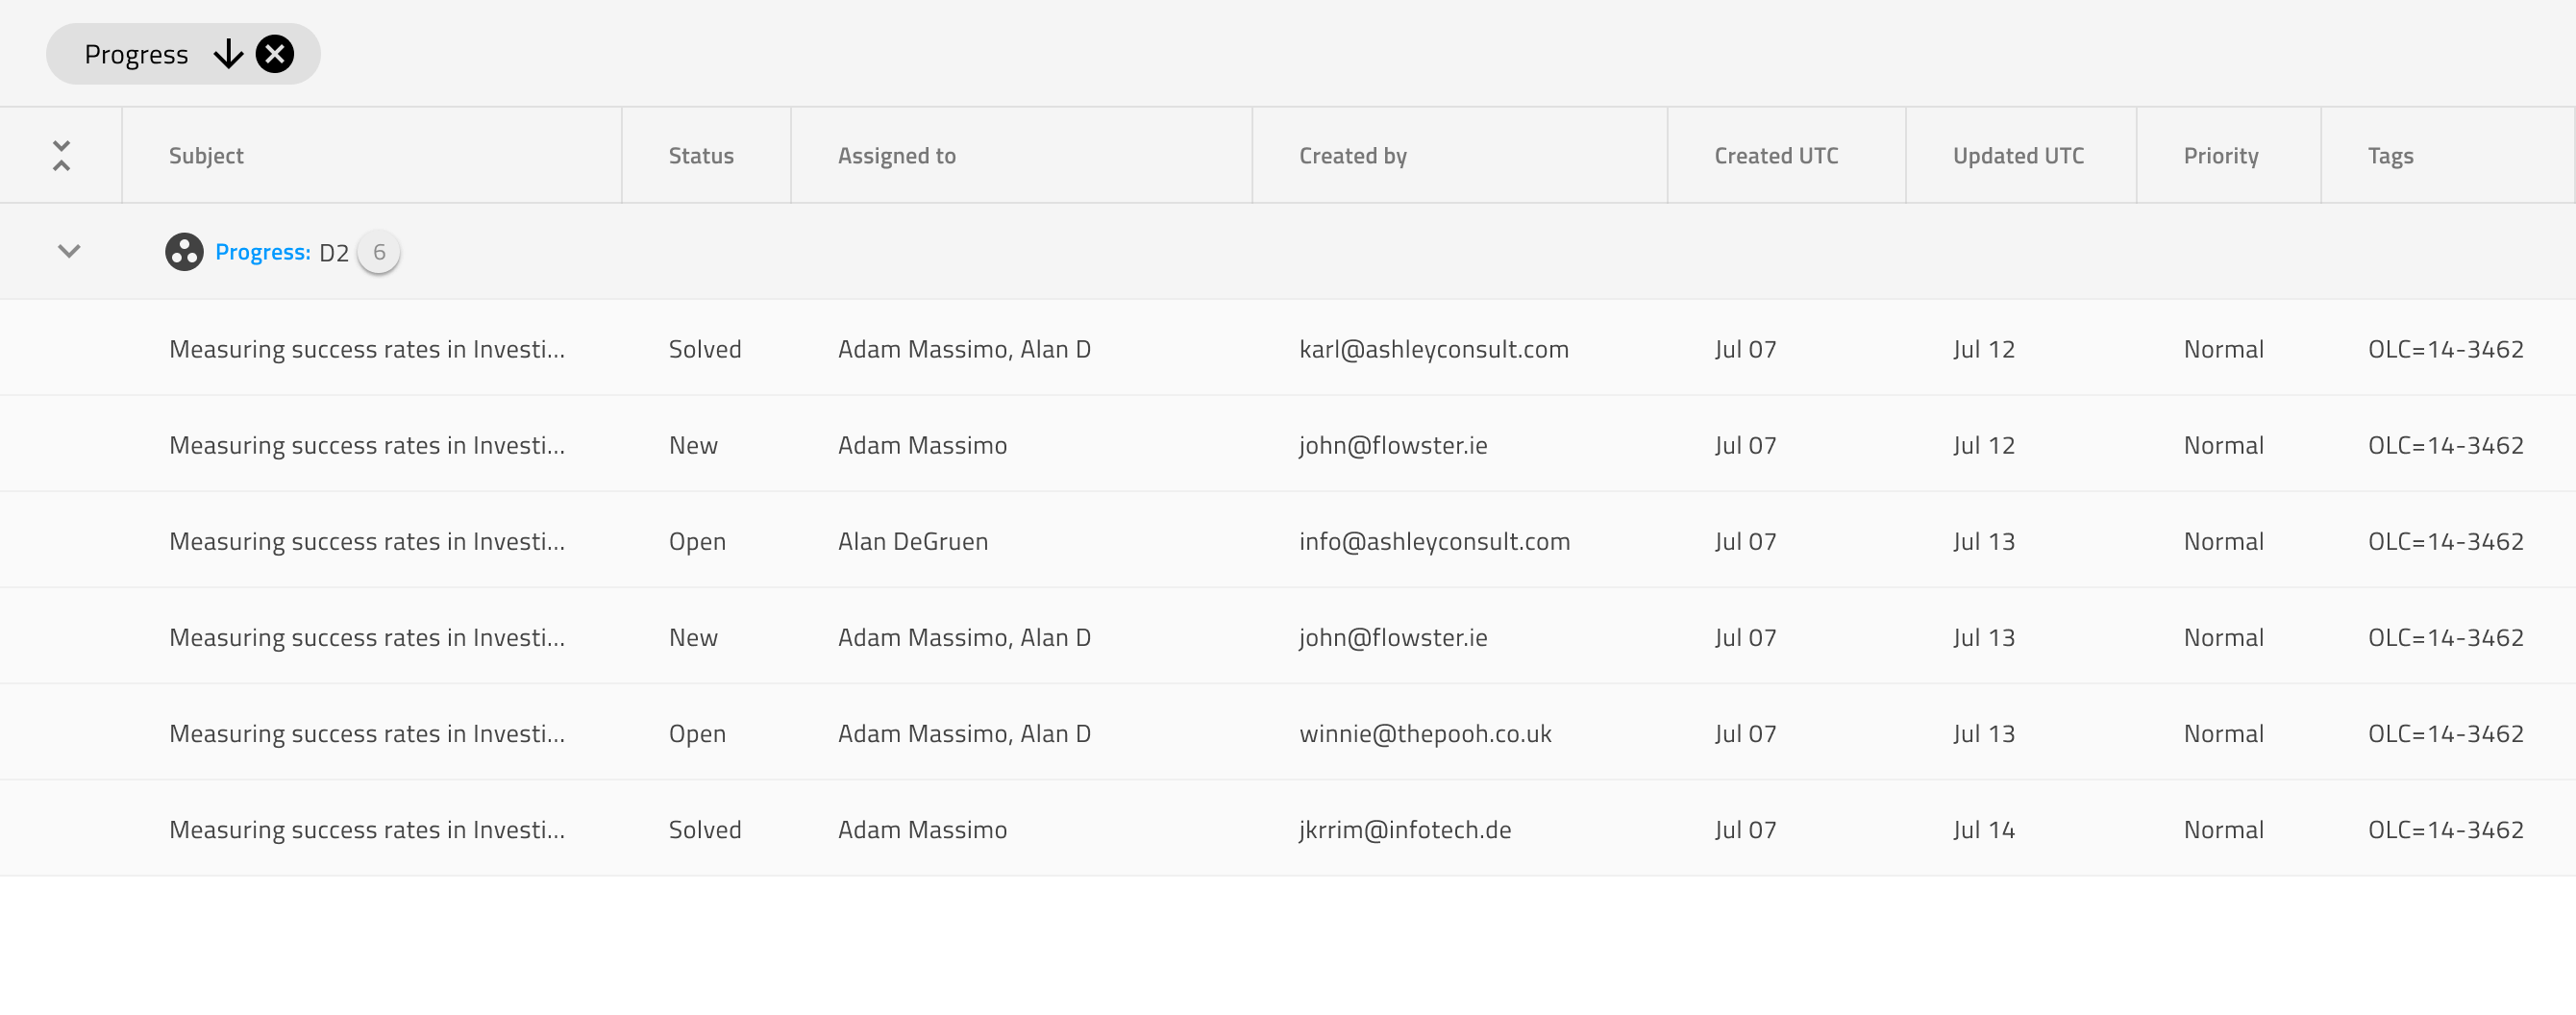 Progress
Subject Status Assigned to Created by Created UTC Updated UTC Priority Tags
Progress: D2 6
Measuring success rates in Investi... Solved Adam Massimo, Alan D karl@ashleyconsult.com Jul 07 Jul 12 Normal OLC=14-3462
Measuring success rates in Investi... New Adam Massimo john@flowster.ie Jul 07 Jul 12 Normal OLC=14-3462
Measuring success rates in Investi... Open Alan DeGruen info@ashleyconsult.com Jul 07 Jul 13 Normal OLC=14-3462
Measuring success rates in Investi... New Adam Massimo, Alan D john@flowster.ie Jul 07 Jul 13 Normal OLC=14-3462
Measuring success rates in Investi... Open Adam Massimo, Alan D winnie@thepooh.co.uk Jul 07 Jul 13 Normal OLC=14-3462
Measuring success rates in Investi... Solved Adam Massimo jkrrim@infotech.de Jul 07 Jul 14 Normal OLC=14-3462